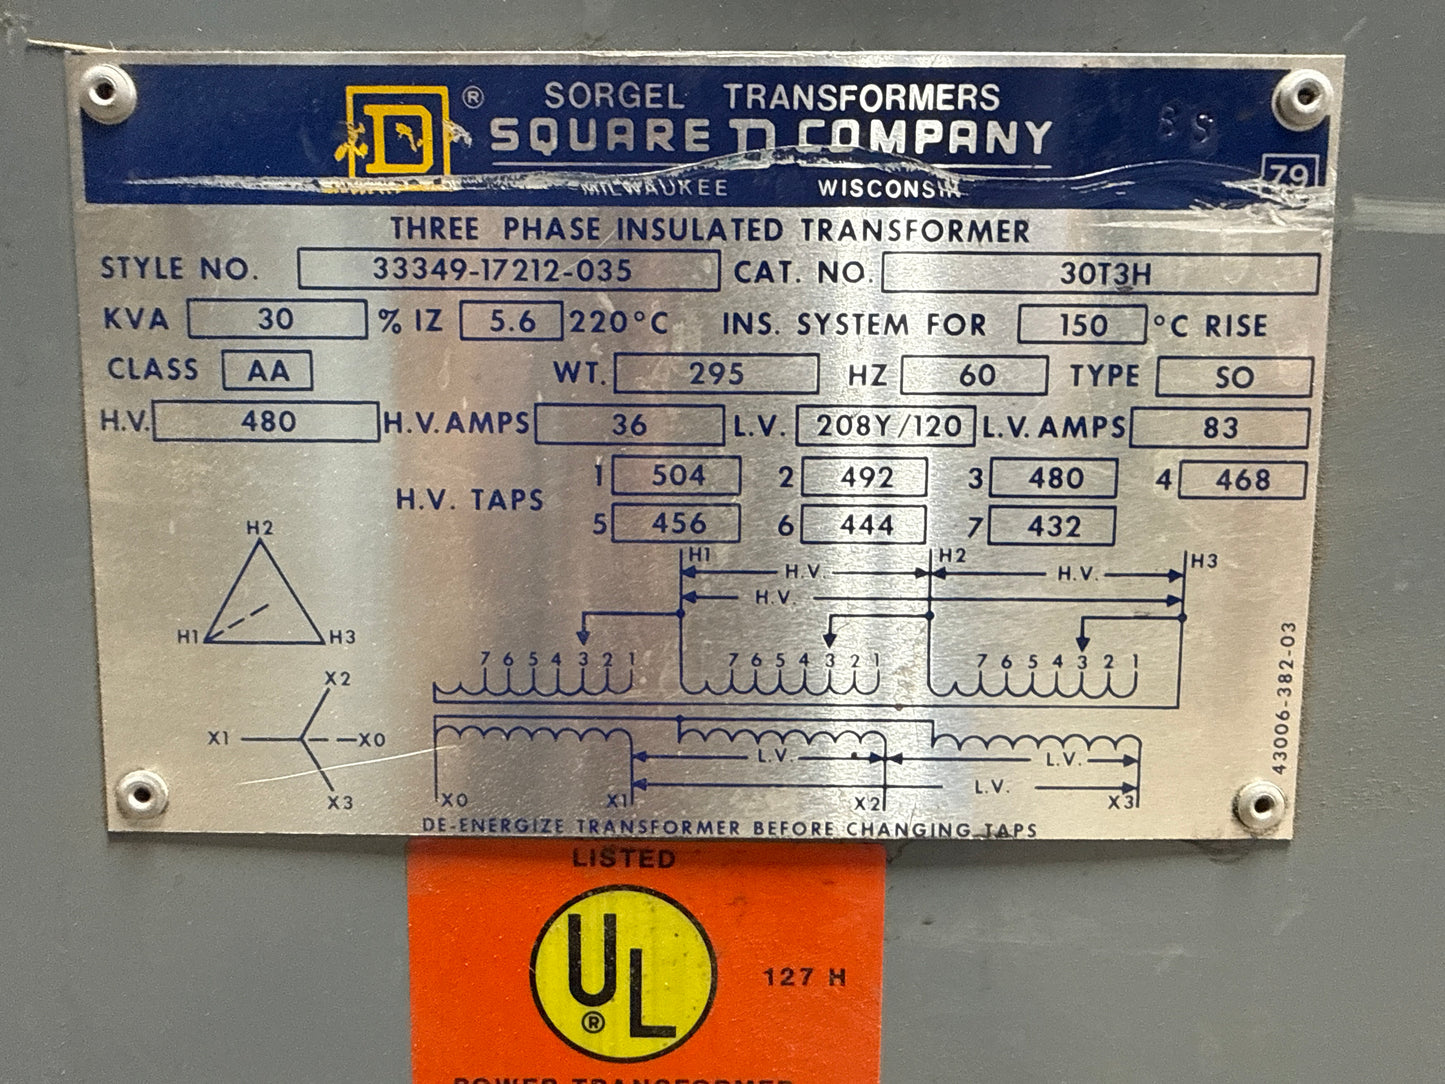 D ® SORGEL TRANSFORMERS
SQUARE D COMPANY
MILWAUKEE WISCONSIN
79
THREE PHASE INSULATED TRANSFORMER
STYLE NO. 33349-17212-035 CAT. NO. 30T3H
KVA 30 % IZ 5.6 220°C INS. SYSTEM FOR 150 °C RISE
CLASS AA WT. 295 HZ 60 TYPE SO
H.V. 480 H.V. AMPS 36 L.V. 208Y/120 L.V. AMPS 83
H.V. TAPS 1 504 2 492 3 480 4 468
5 456 6 444 7 432
H2
H1 H3
X2
X1 X0
X3
H1 H.V. H2 H.V. H3
H.V.
7 6 5 4 3 2 1 7 6 5 4 3 2 1 7 6 5 4 3 2 1
L.V. L.V.
L.V.
X0 X1 X2 X3
43006-382-03
DE-ENERGIZE TRANSFORMER BEFORE CHANGING TAPS
LISTED
UL ®
127 H
POWER TRANSFORMER